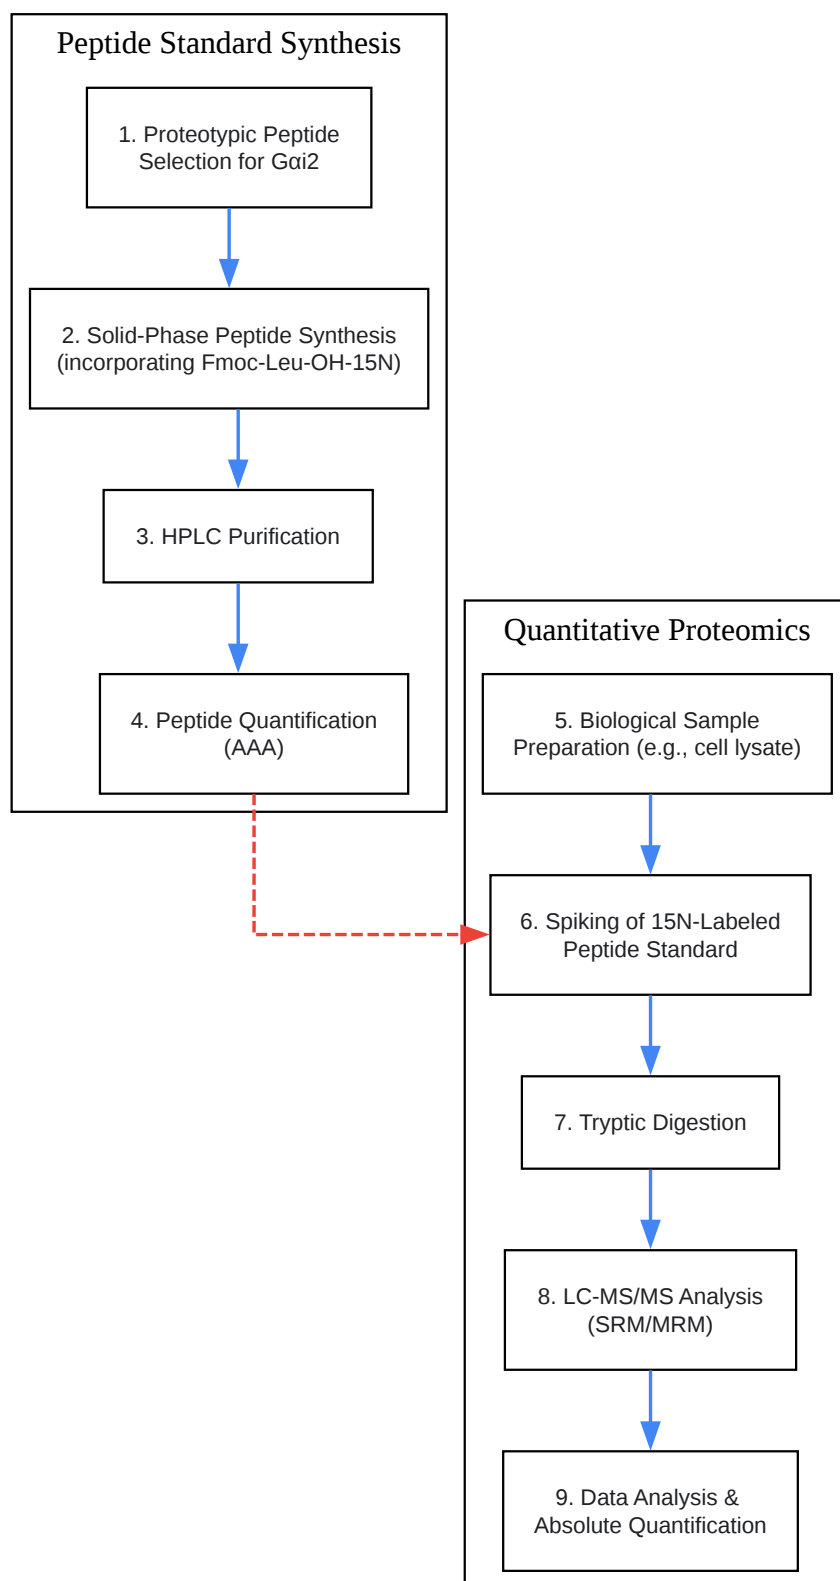 Peptide Standard Synthesis
1. Proteotypic Peptide
Selection for Gαi2
2. Solid-Phase Peptide Synthesis
(incorporating Fmoc-Leu-OH-15N)
3. HPLC Purification
4. Peptide Quantification
(AAA)
Quantitative Proteomics
5. Biological Sample
Preparation (e.g., cell lysate)
6. Spiking of 15N-Labeled
Peptide Standard
7. Tryptic Digestion
8. LC-MS/MS Analysis
(SRM/MRM)
9. Data Analysis &
Absolute Quantification